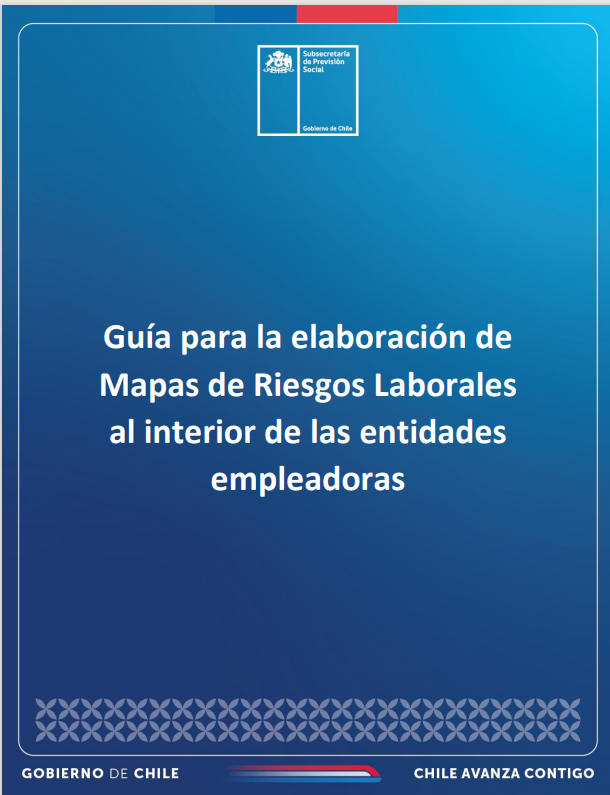 Subsecretaría
de Previsión
Social
Gobierno de Chile
Guía para la elaboración de
Mapas de Riesgos Laborales
al interior de las entidades
empleadoras
GOBIERNO DE CHILE
CHILE AVANZA CONTIGO